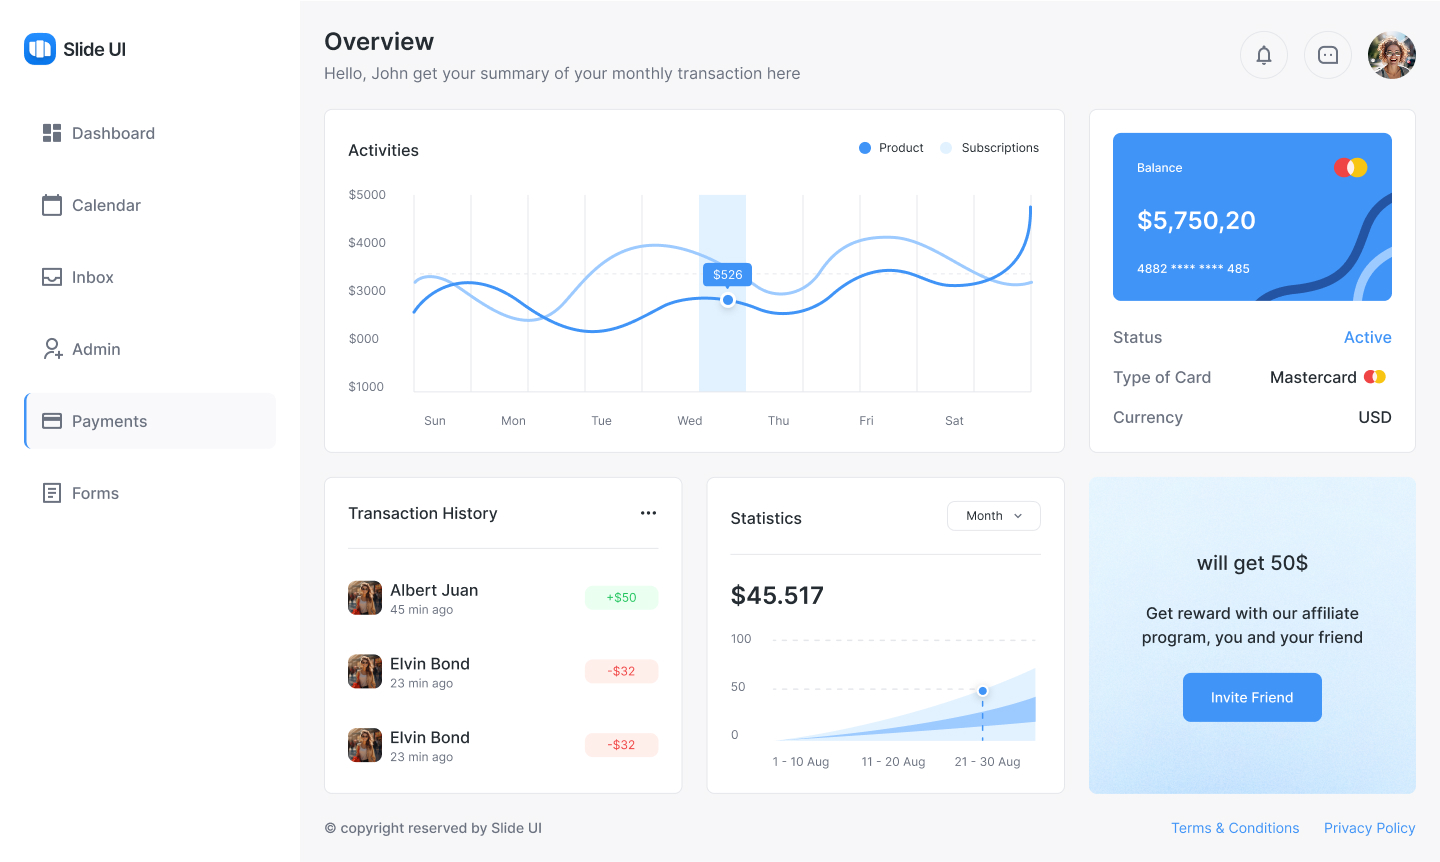 Slide UI
Dashboard
Calendar
Inbox
Admin
Payments
Forms
Overview
Hello, John get your summary of your monthly transaction here
Activities
Product
Subscriptions
$5000
$4000
$3000
$000
$1000
$526
Sun
Mon
Tue
Wed
Thu
Fri
Sat
Balance
$5,750,20
4882 **** **** 485
Status
Active
Type of Card
Mastercard
Currency
USD
Transaction History
Albert Juan
45 min ago
+$50
Elvin Bond
23 min ago
-$32
Elvin Bond
23 min ago
-$32
Statistics
Month
$45.517
100
50
0
1 - 10 Aug
11 - 20 Aug
21 - 30 Aug
will get 50$
Get reward with our affiliate
program, you and your friend
Invite Friend
© copyright reserved by Slide UI
Terms & Conditions
Privacy Policy